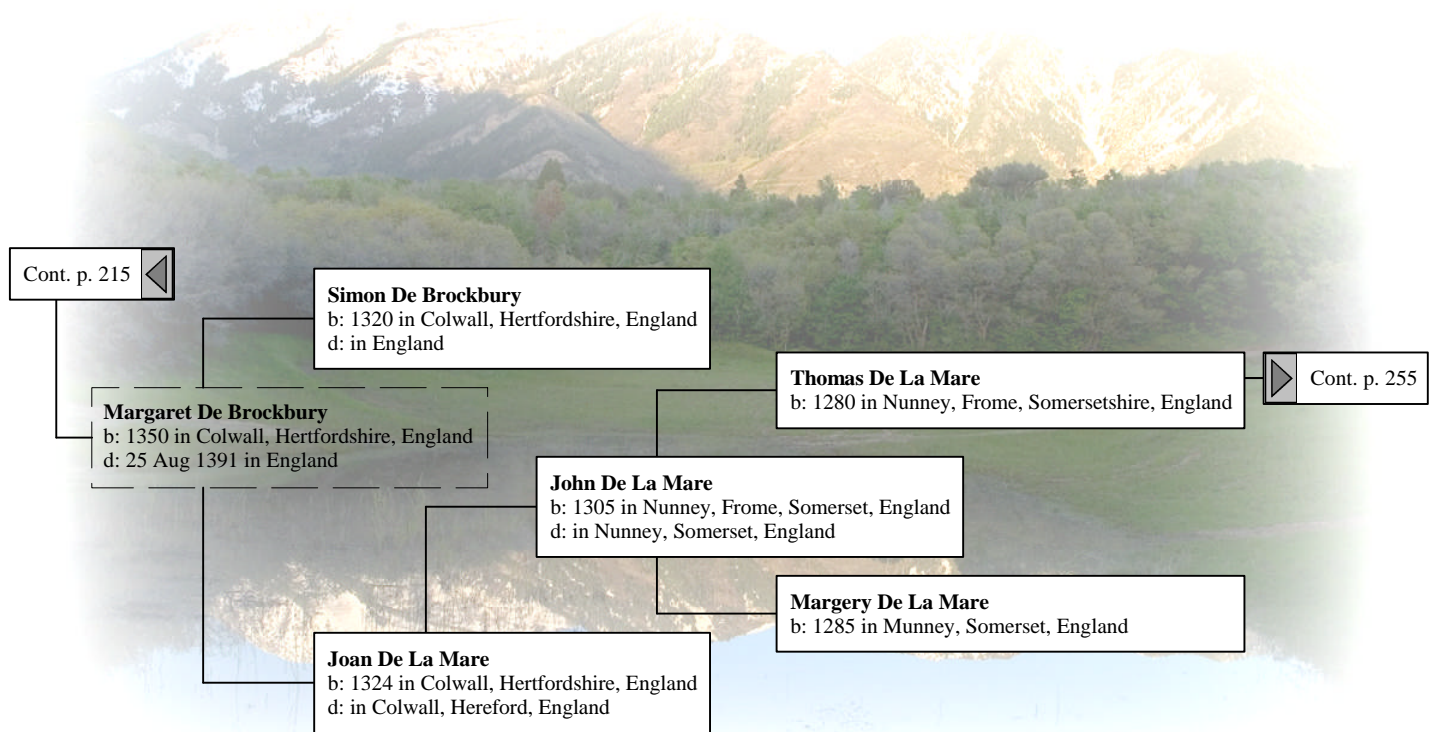 Cont. p. 215
Simon De Brockbury
b: 1320 in Colwall, Hertfordshire, England
d: in England
Margaret De Brockbury
b: 1350 in Colwall, Hertfordshire, England
d: 25 Aug 1391 in England
Thomas De La Mare
b: 1280 in Nunney, Frome, Somersetshire, England
Cont. p. 255
John De La Mare
b: 1305 in Nunney, Frome, Somerset, England
d: in Nunney, Somerset, England
Margery De La Mare
b: 1285 in Munney, Somerset, England
Joan De La Mare
b: 1324 in Colwall, Hertfordshire, England
d: in Colwall, Hereford, England